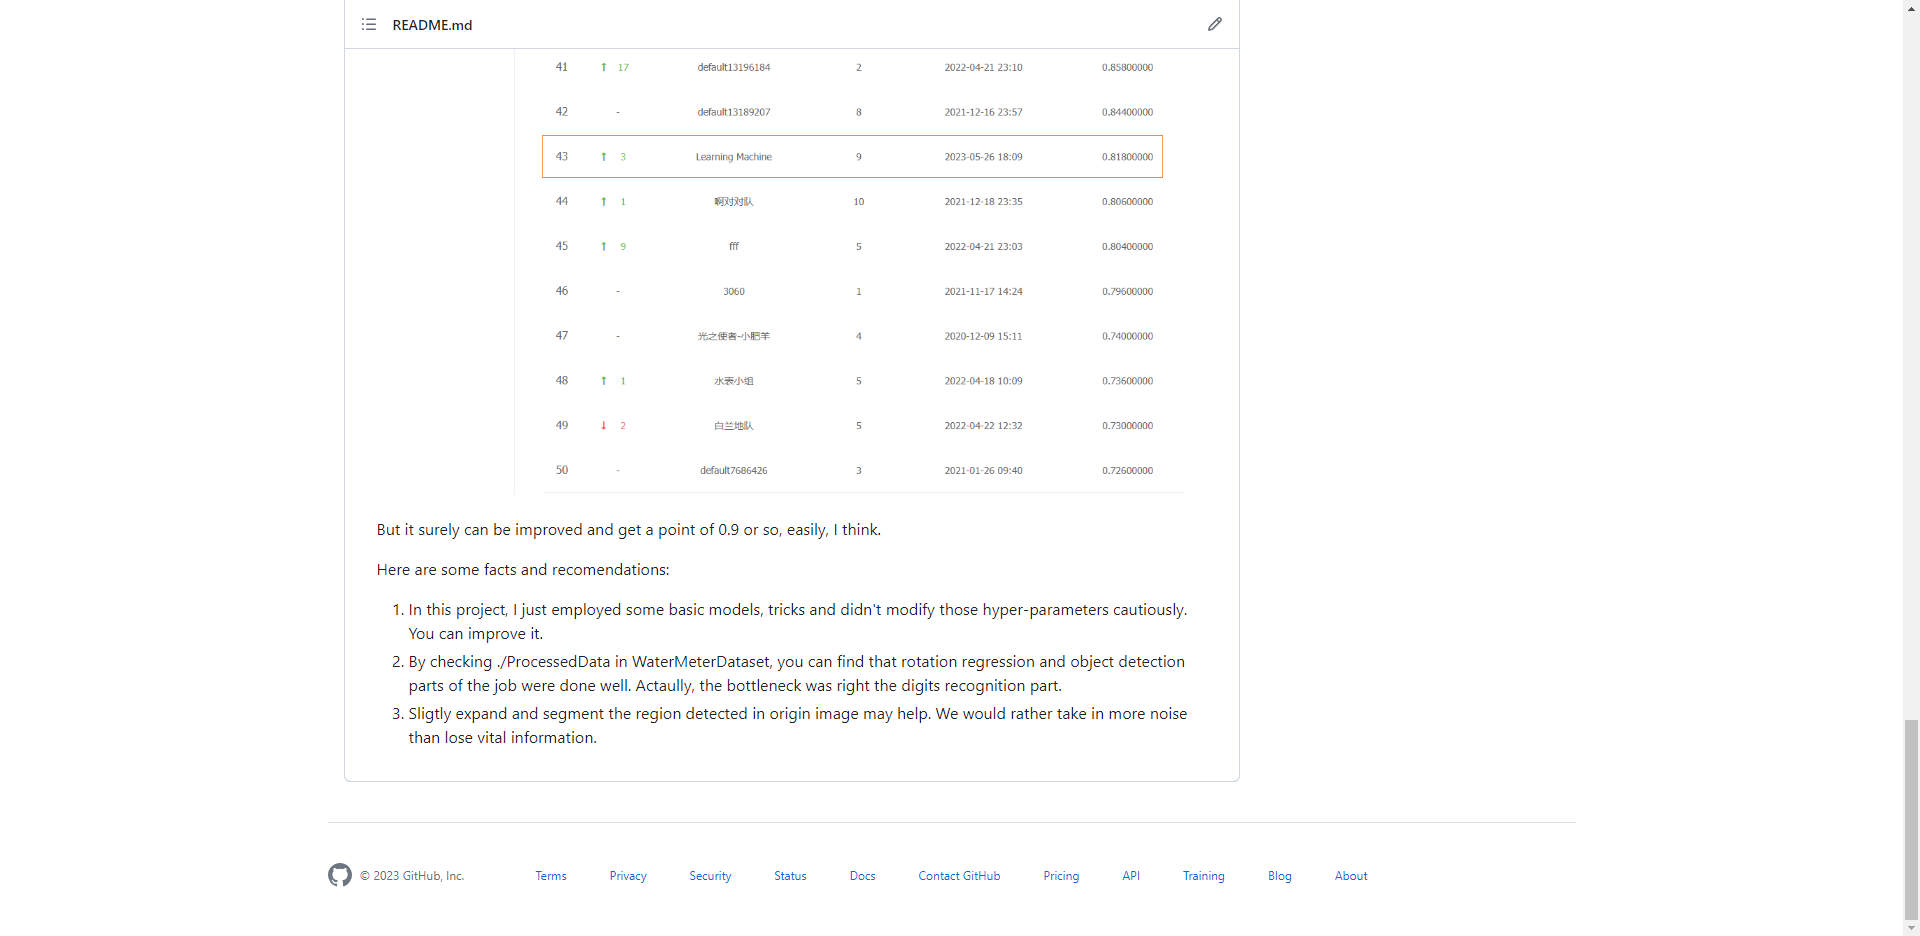 README.md
41 ↑ 17 default13196184 2 2022-04-21 23:10 0.85800000
42 - default13189207 8 2021-12-16 23:57 0.84400000
43 ↑ 3 Learning Machine 9 2023-05-26 18:09 0.81800000
44 ↑ 1 啊对对队 10 2021-12-18 23:35 0.80600000
45 ↑ 9 fff 5 2022-04-21 23:03 0.80400000
46 - 3060 1 2021-11-17 14:24 0.79600000
47 - 光之使者-小肥羊 4 2020-12-09 15:11 0.74000000
48 ↑ 1 水表小组 5 2022-04-18 10:09 0.73600000
49 ↓ 2 白兰地队 5 2022-04-22 12:32 0.73000000
50 - default7686426 3 2021-01-26 09:40 0.72600000
But it surely can be improved and get a point of 0.9 or so, easily, I think.
Here are some facts and recomendations:
1. In this project, I just employed some basic models, tricks and didn't modify those hyper-parameters cautiously.
You can improve it.
2. By checking ./ProcessedData in WaterMeterDataset, you can find that rotation regression and object detection
parts of the job were done well. Actaully, the bottleneck was right the digits recognition part.
3. Sligtly expand and segment the region detected in origin image may help. We would rather take in more noise
than lose vital information.
© 2023 GitHub, Inc. Terms Privacy Security Status Docs Contact GitHub Pricing API Training Blog About